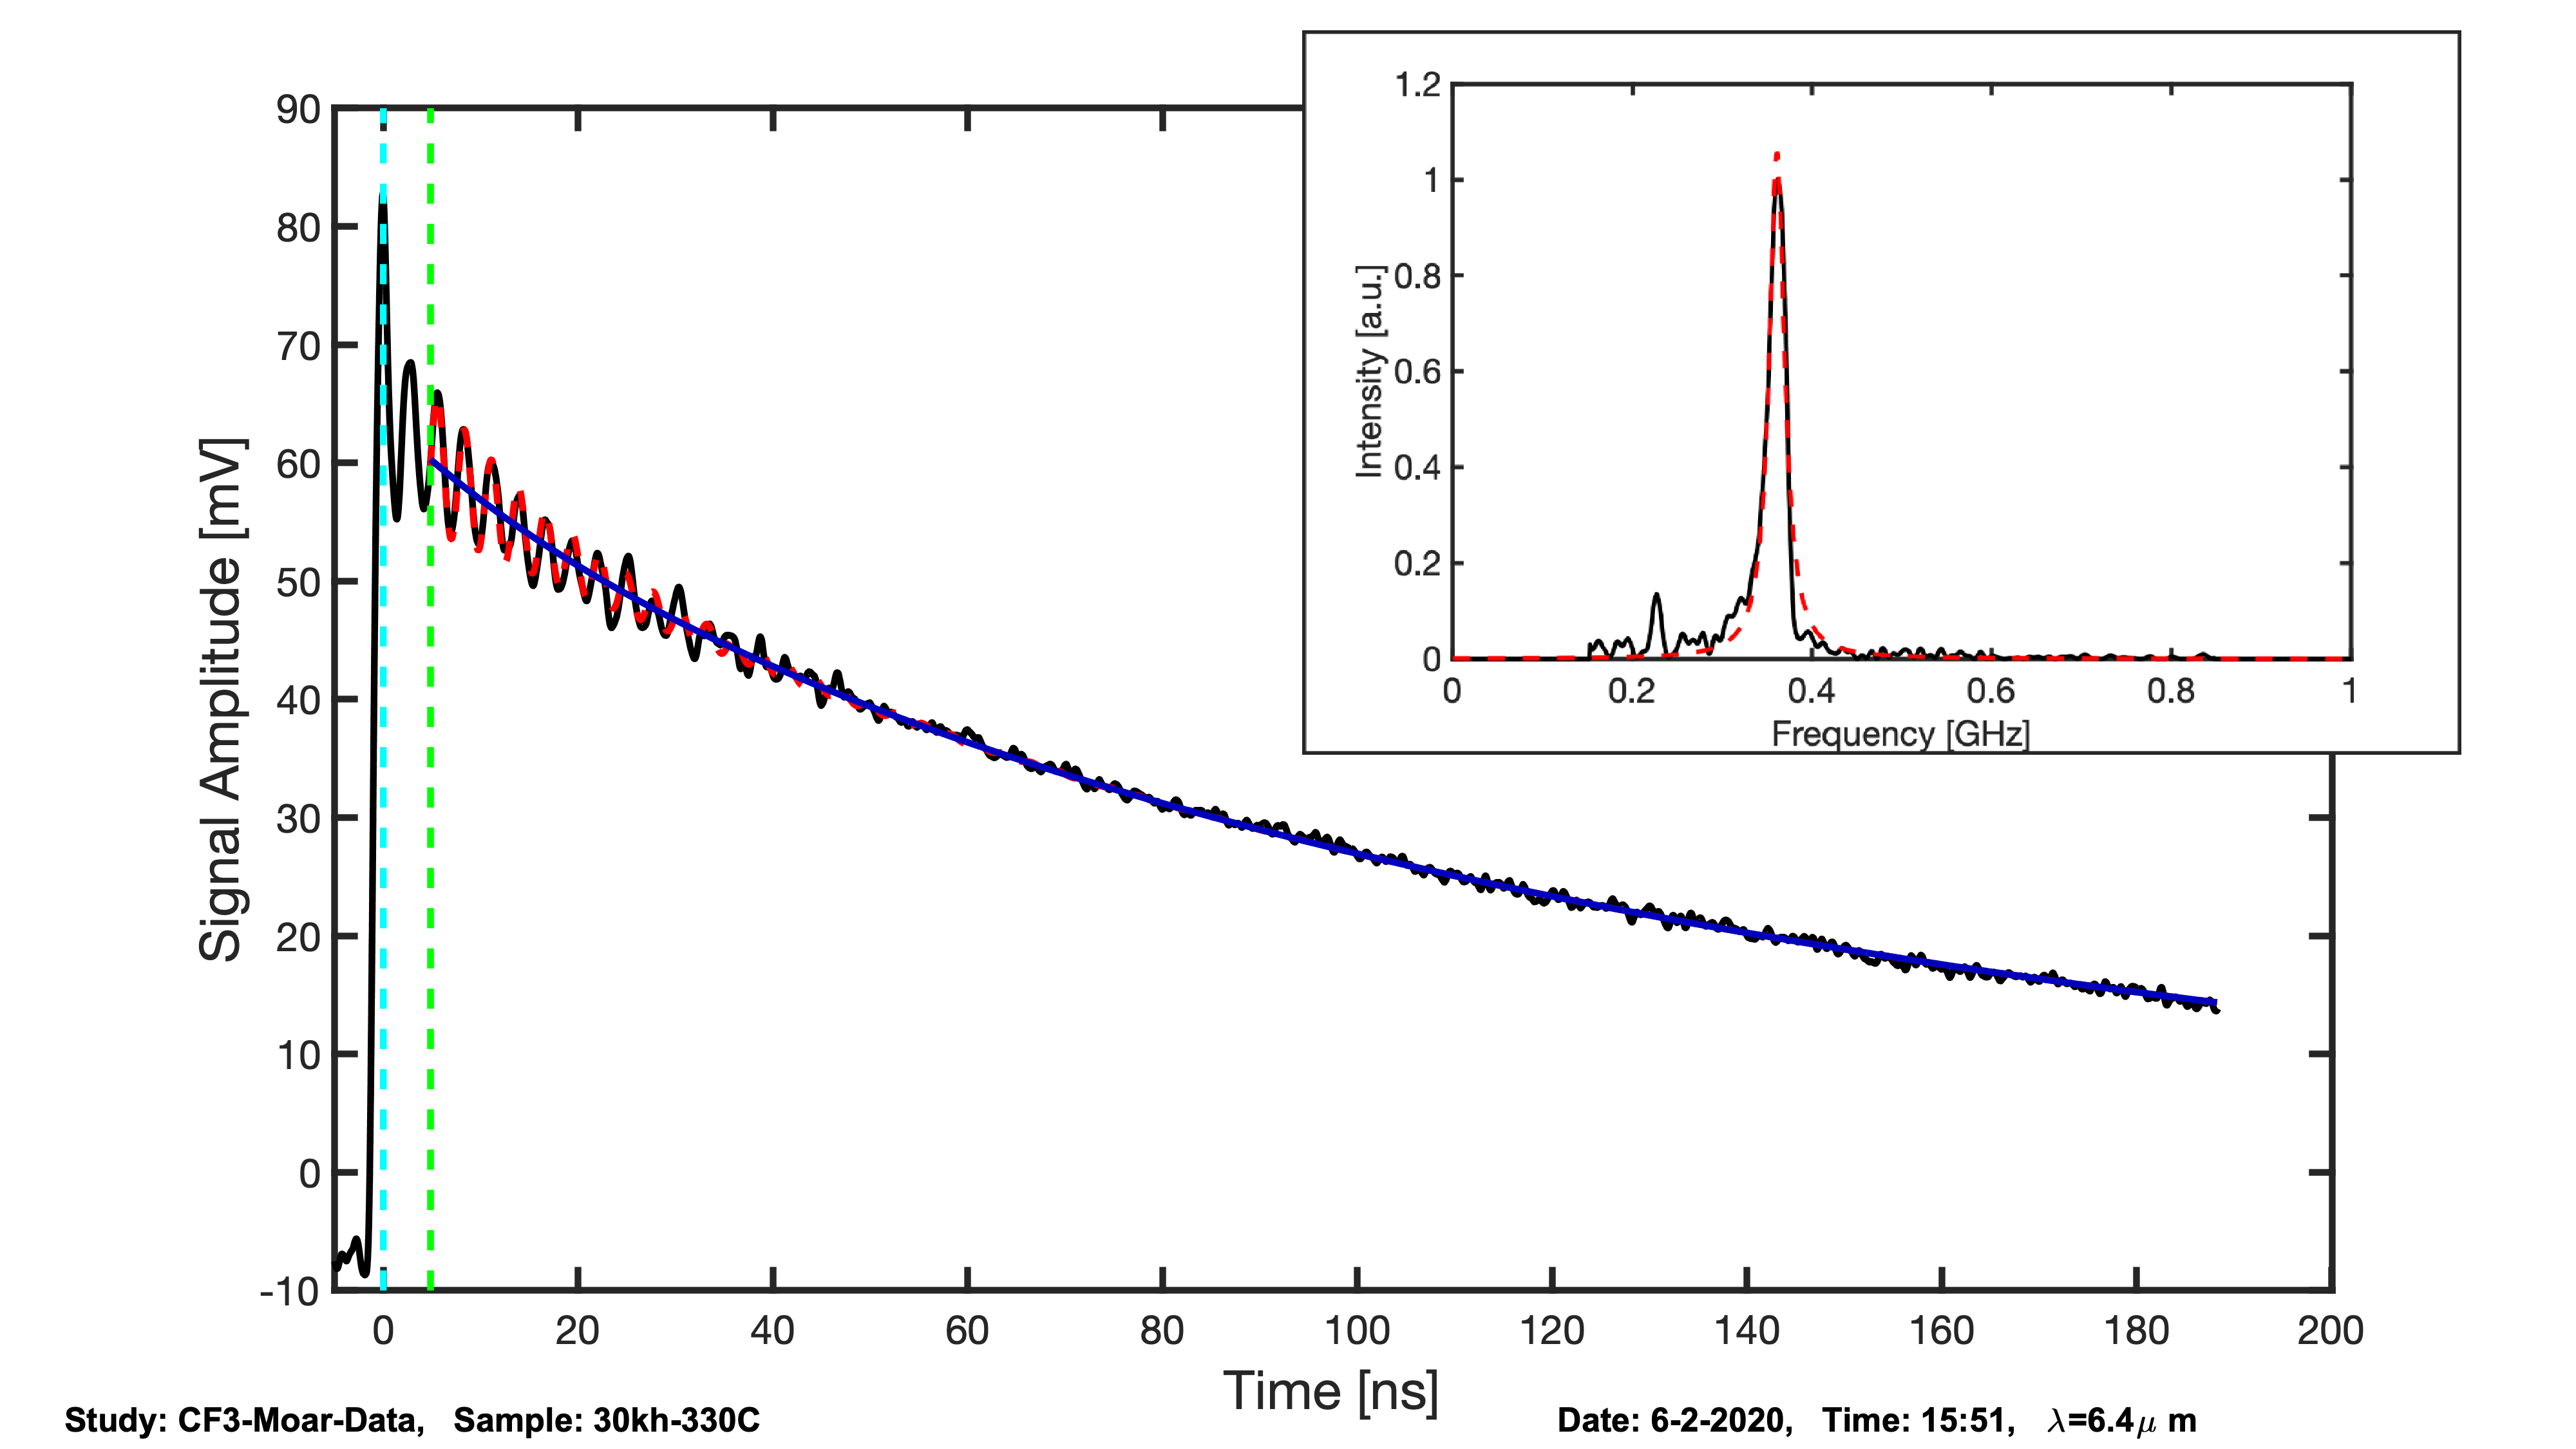 90
80
70
60
50
40
30
20
10
0
-10
Signal Amplitude [mV]
0 20 40 60 80 100 120 140 160 180 200
Time [ns]
1.2
1
0.8
0.6
0.4
0.2
0
Intensity [a.u.]
0 0.2 0.4 0.6 0.8 1
Frequency [GHz]
Study: CF3-Moar-Data, Sample: 30kh-330C
Date: 6-2-2020, Time: 15:51, λ=6.4μ m